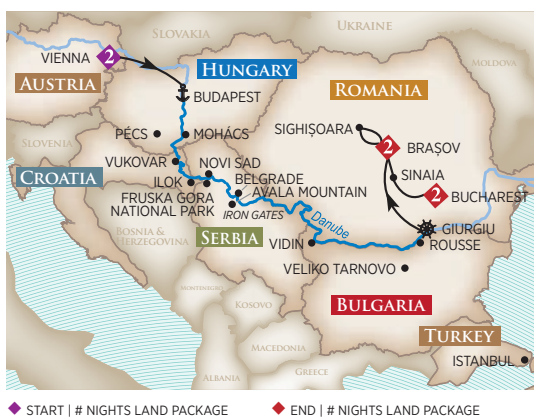 SLOVAKIA
UKRAINE
VIENNA
2
HUNGARY
MOLDOVA
AUSTRIA
BUDAPEST
ROMANIA
SLOVENIA
PÉCS
MOHÁCS
SIGHIȘOARA
2
BRAȘOV
VUKOVAR
NOVI SAD
SINAIA
CROATIA
ILOK
BELGRADE
AVALA MOUNTAIN
2
BUCHAREST
FRUSKA GORA
NATIONAL PARK
IRON GATES
Danube
GIURGIU
BOSNIA &
HERZEGOVINA
SERBIA
VIDIN
ROUSSE
VELIKO TARNOVO
MONTENEGRO
KOSOVO
BULGARIA
MACEDONIA
TURKEY
ALBANIA
GREECE
ISTANBUL
START | # NIGHTS LAND PACKAGE
END | # NIGHTS LAND PACKAGE